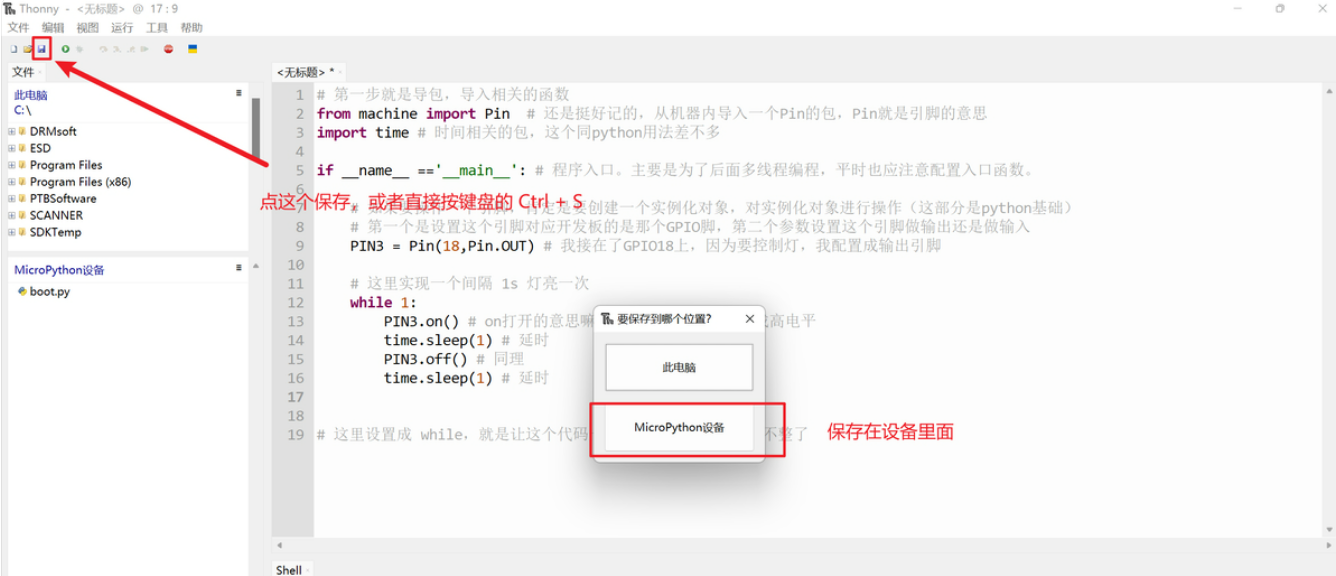 Thonny - <无标题> @ 17 : 9
文件 编辑 视图 运行 工具 帮助
文件
此电脑
C:\
DRMsoft
ESD
Program Files
Program Files (x86)
PTBSoftware
SCANNER
SDKTemp
MicroPython设备
boot.py
<无标题> *
1 # 第一步就是导包，导入相关的函数
2 from machine import Pin # 还是挺好记的，从机器内导入一个Pin的包，Pin就是引脚的意思
3 import time # 时间相关的包，这个同python用法差不多
4
5 if __name__ =='__main__': # 程序入口。主要是为了后面多线程编程，平时也应注意配置入口函数。
6
点这个保存，或者直接按键盘的 Ctrl + S
要创建一个实例化对象，对实例化对象进行操作（这部分是python基础）
8 # 第一个是设置这个引脚对应开发板的是那个GPIO脚，第二个参数设置这个引脚做输出还是做输入
9 PIN3 = Pin(18,Pin.OUT) # 我接在了GPIO18上，因为要控制灯，我配置成输出引脚
10
11 # 这里实现一个间隔 1s 灯亮一次
12 while 1:
13 PIN3.on() # on打开的意思嘛 高电平
14 time.sleep(1) # 延时
15 PIN3.off() # 同理
16 time.sleep(1) # 延时
17
18
19 # 这里设置成 while，就是让这个代码 不整了
要保存到哪个位置?
此电脑
MicroPython设备
保存在设备里面
Shell